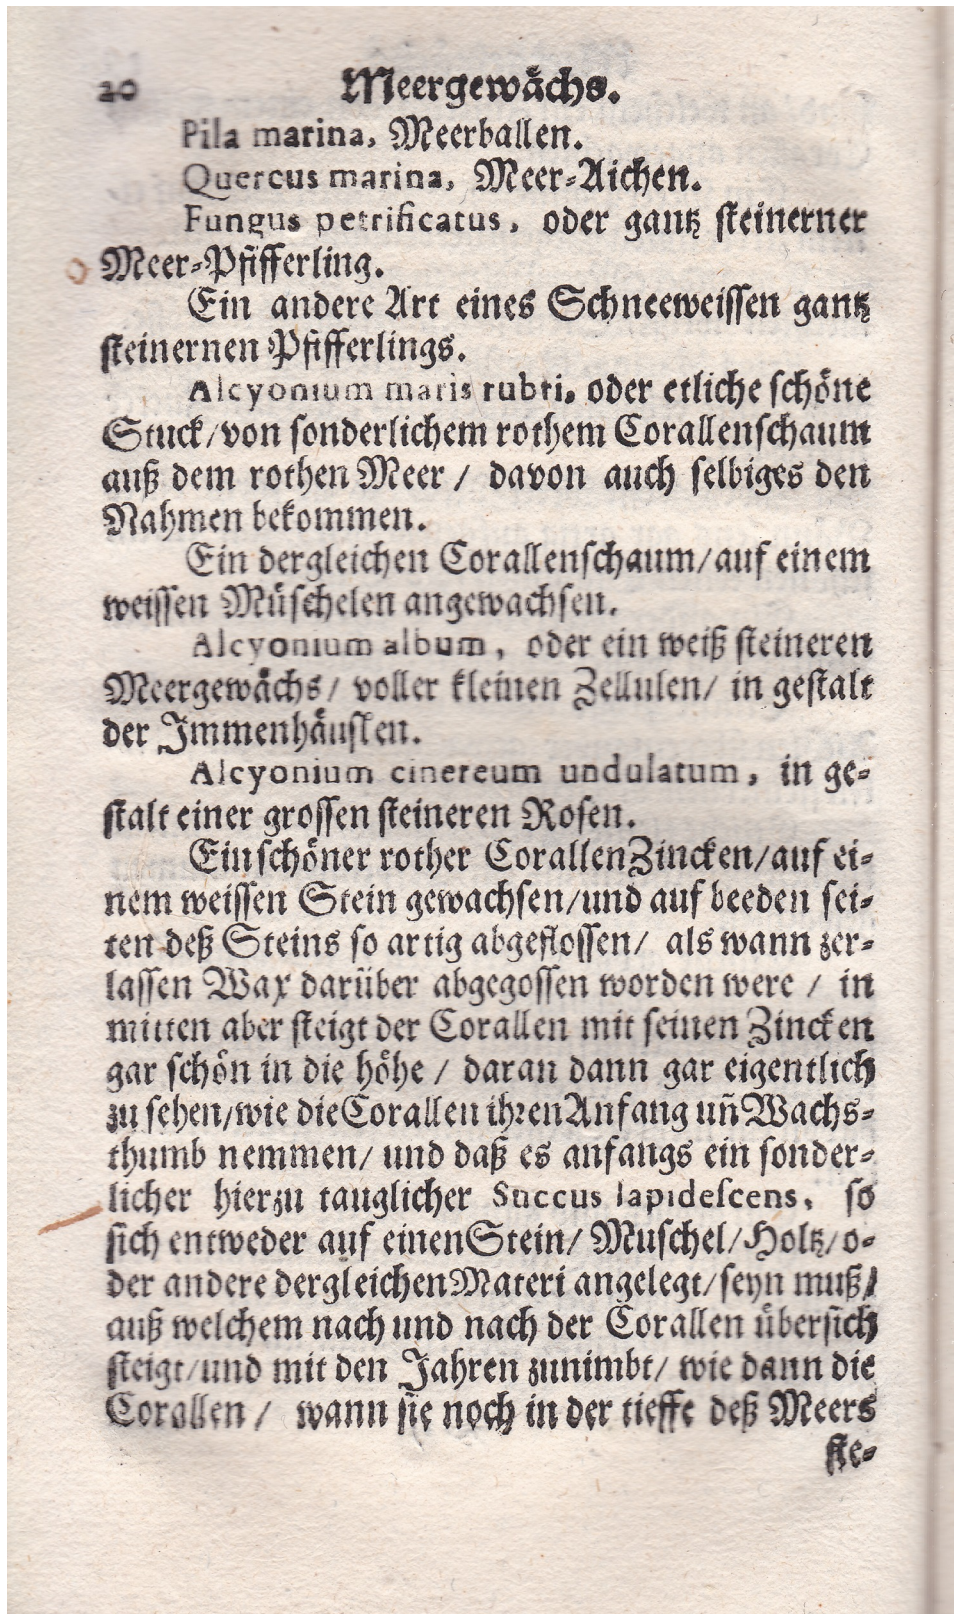 20 Meergewåchs.
Pila marina, Meerballen.
Quercus marina, Meer-Aichen.
Fungus petrificatus, oder gantz ſteinerner
Meer-Pfifferling.
Ein andere Art eines Schneeweiſſen gantz
ſteinernen Pfifferlings.
Alcyonium maris rubri, oder etliche ſchöne
Stuck/von ſonderlichem rothem Corallenſchaum
auß dem rothen Meer / davon auch ſelbiges den
Nahmen bekommen.
Ein dergleichen Corallenſchaum/auf einem
weiſſen Müſchelen angewachſen.
Alcyonium album, oder ein weiß ſteineren
Meergewåchs/ voller kleinen Zellulen/ in geſtalt
der Immenhåuſlen.
Alcyonium cinereum undulatum, in ge-
ſtalt einer groſſen ſteineren Roſen.
Ein ſchöner rother Corallen Zincken/auf ei-
nem weiſſen Stein gewachſen/und auf beeden ſei-
ten deß Steins ſo artig abgefloſſen/ als wann zer-
laſſen Wax darüber abgegoſſen worden were / in
mitten aber ſteigt der Corallen mit ſeinen Zincken
gar ſchön in die höhe / daran dann gar eigentlich
zu ſehen/wie die Corallen ihren Anfang uñ Wachs-
thumb nemmen/ und daß es anfangs ein ſonder-
licher hierzu tauglicher Succus lapideſcens, ſo
ſich entweder auf einen Stein/ Muſchel/Holtz/o-
der andere dergleichen Materi angelegt/ſeyn muß/
auß welchem nach und nach der Corallen überſich
ſteigt/und mit den Jahren zunimbt/ wie dann die
Corallen / wann ſie noch in der tieffe deß Meers
ſte-